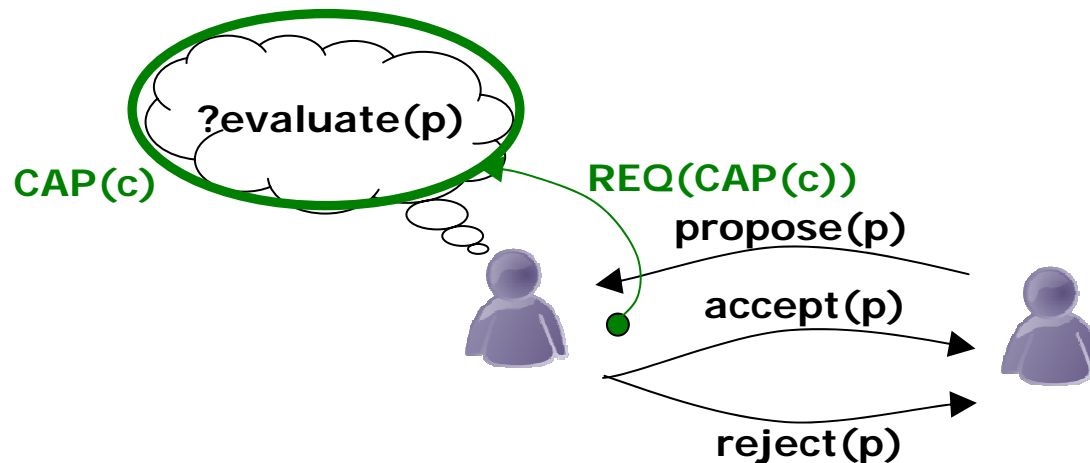 ?evaluate(p)
CAP(c)
REQ(CAP(c))
propose(p)
accept(p)
reject(p)